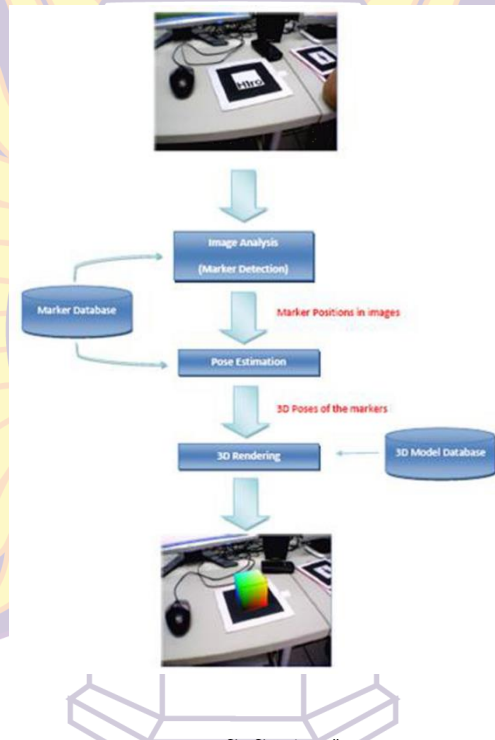 Hiro
Image Analysis
(Marker Detection)
Marker Database
Marker Positions in images
Pose Estimation
3D Poses of the markers
3D Rendering
3D Model Database